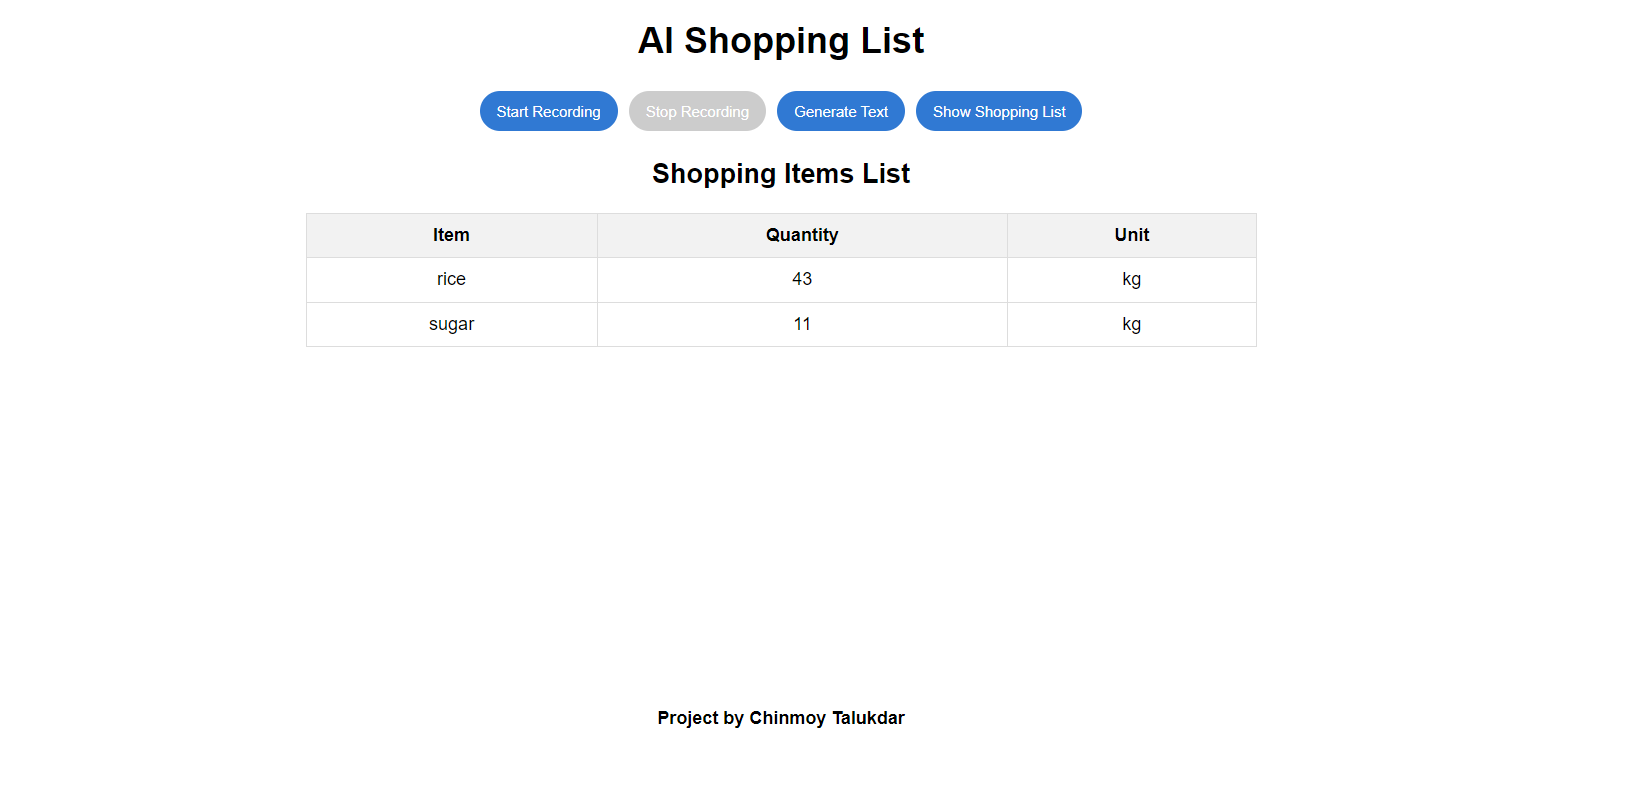 AI Shopping List
Start Recording Stop Recording Generate Text Show Shopping List
Shopping Items List
Item Quantity Unit
rice 43 kg
sugar 11 kg
Project by Chinmoy Talukdar